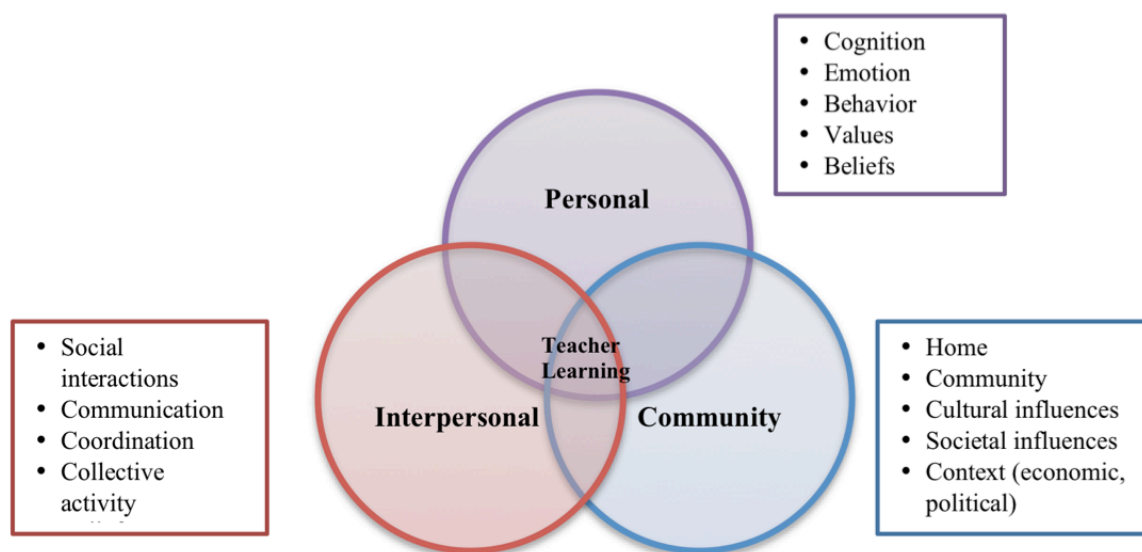 • Cognition
• Emotion
• Behavior
• Values
• Beliefs
Personal
Teacher
Learning
Interpersonal
Community
• Social
interactions
• Communication
• Coordination
• Collective
activity
• Home
• Community
• Cultural influences
• Societal influences
• Context (economic,
political)